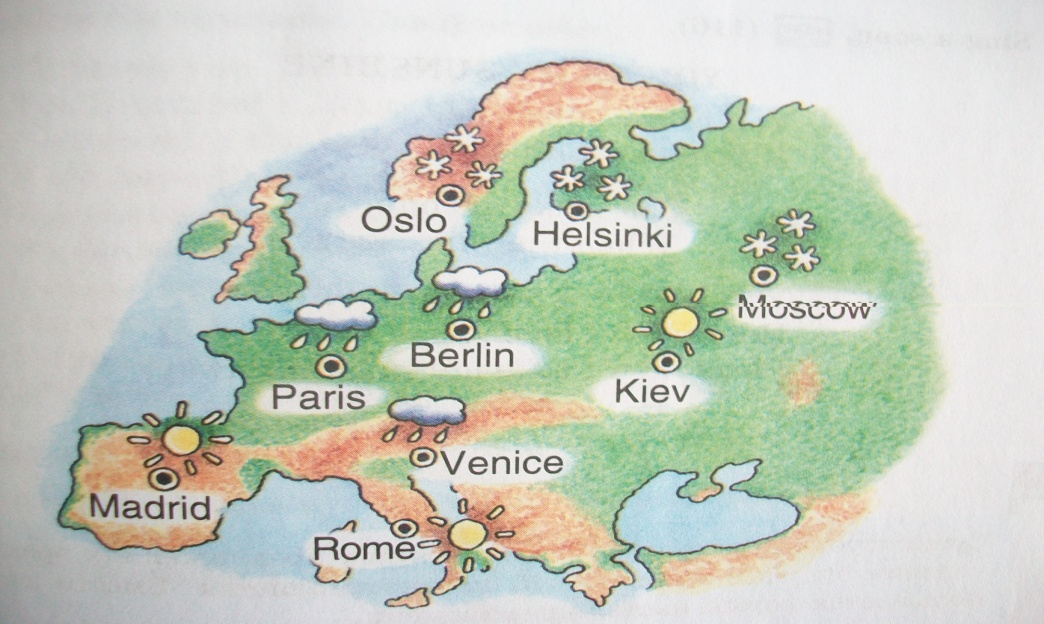 Oslo
Helsinki
Moscow
Berlin
Kiev
Paris
Venice
Madrid
Rome